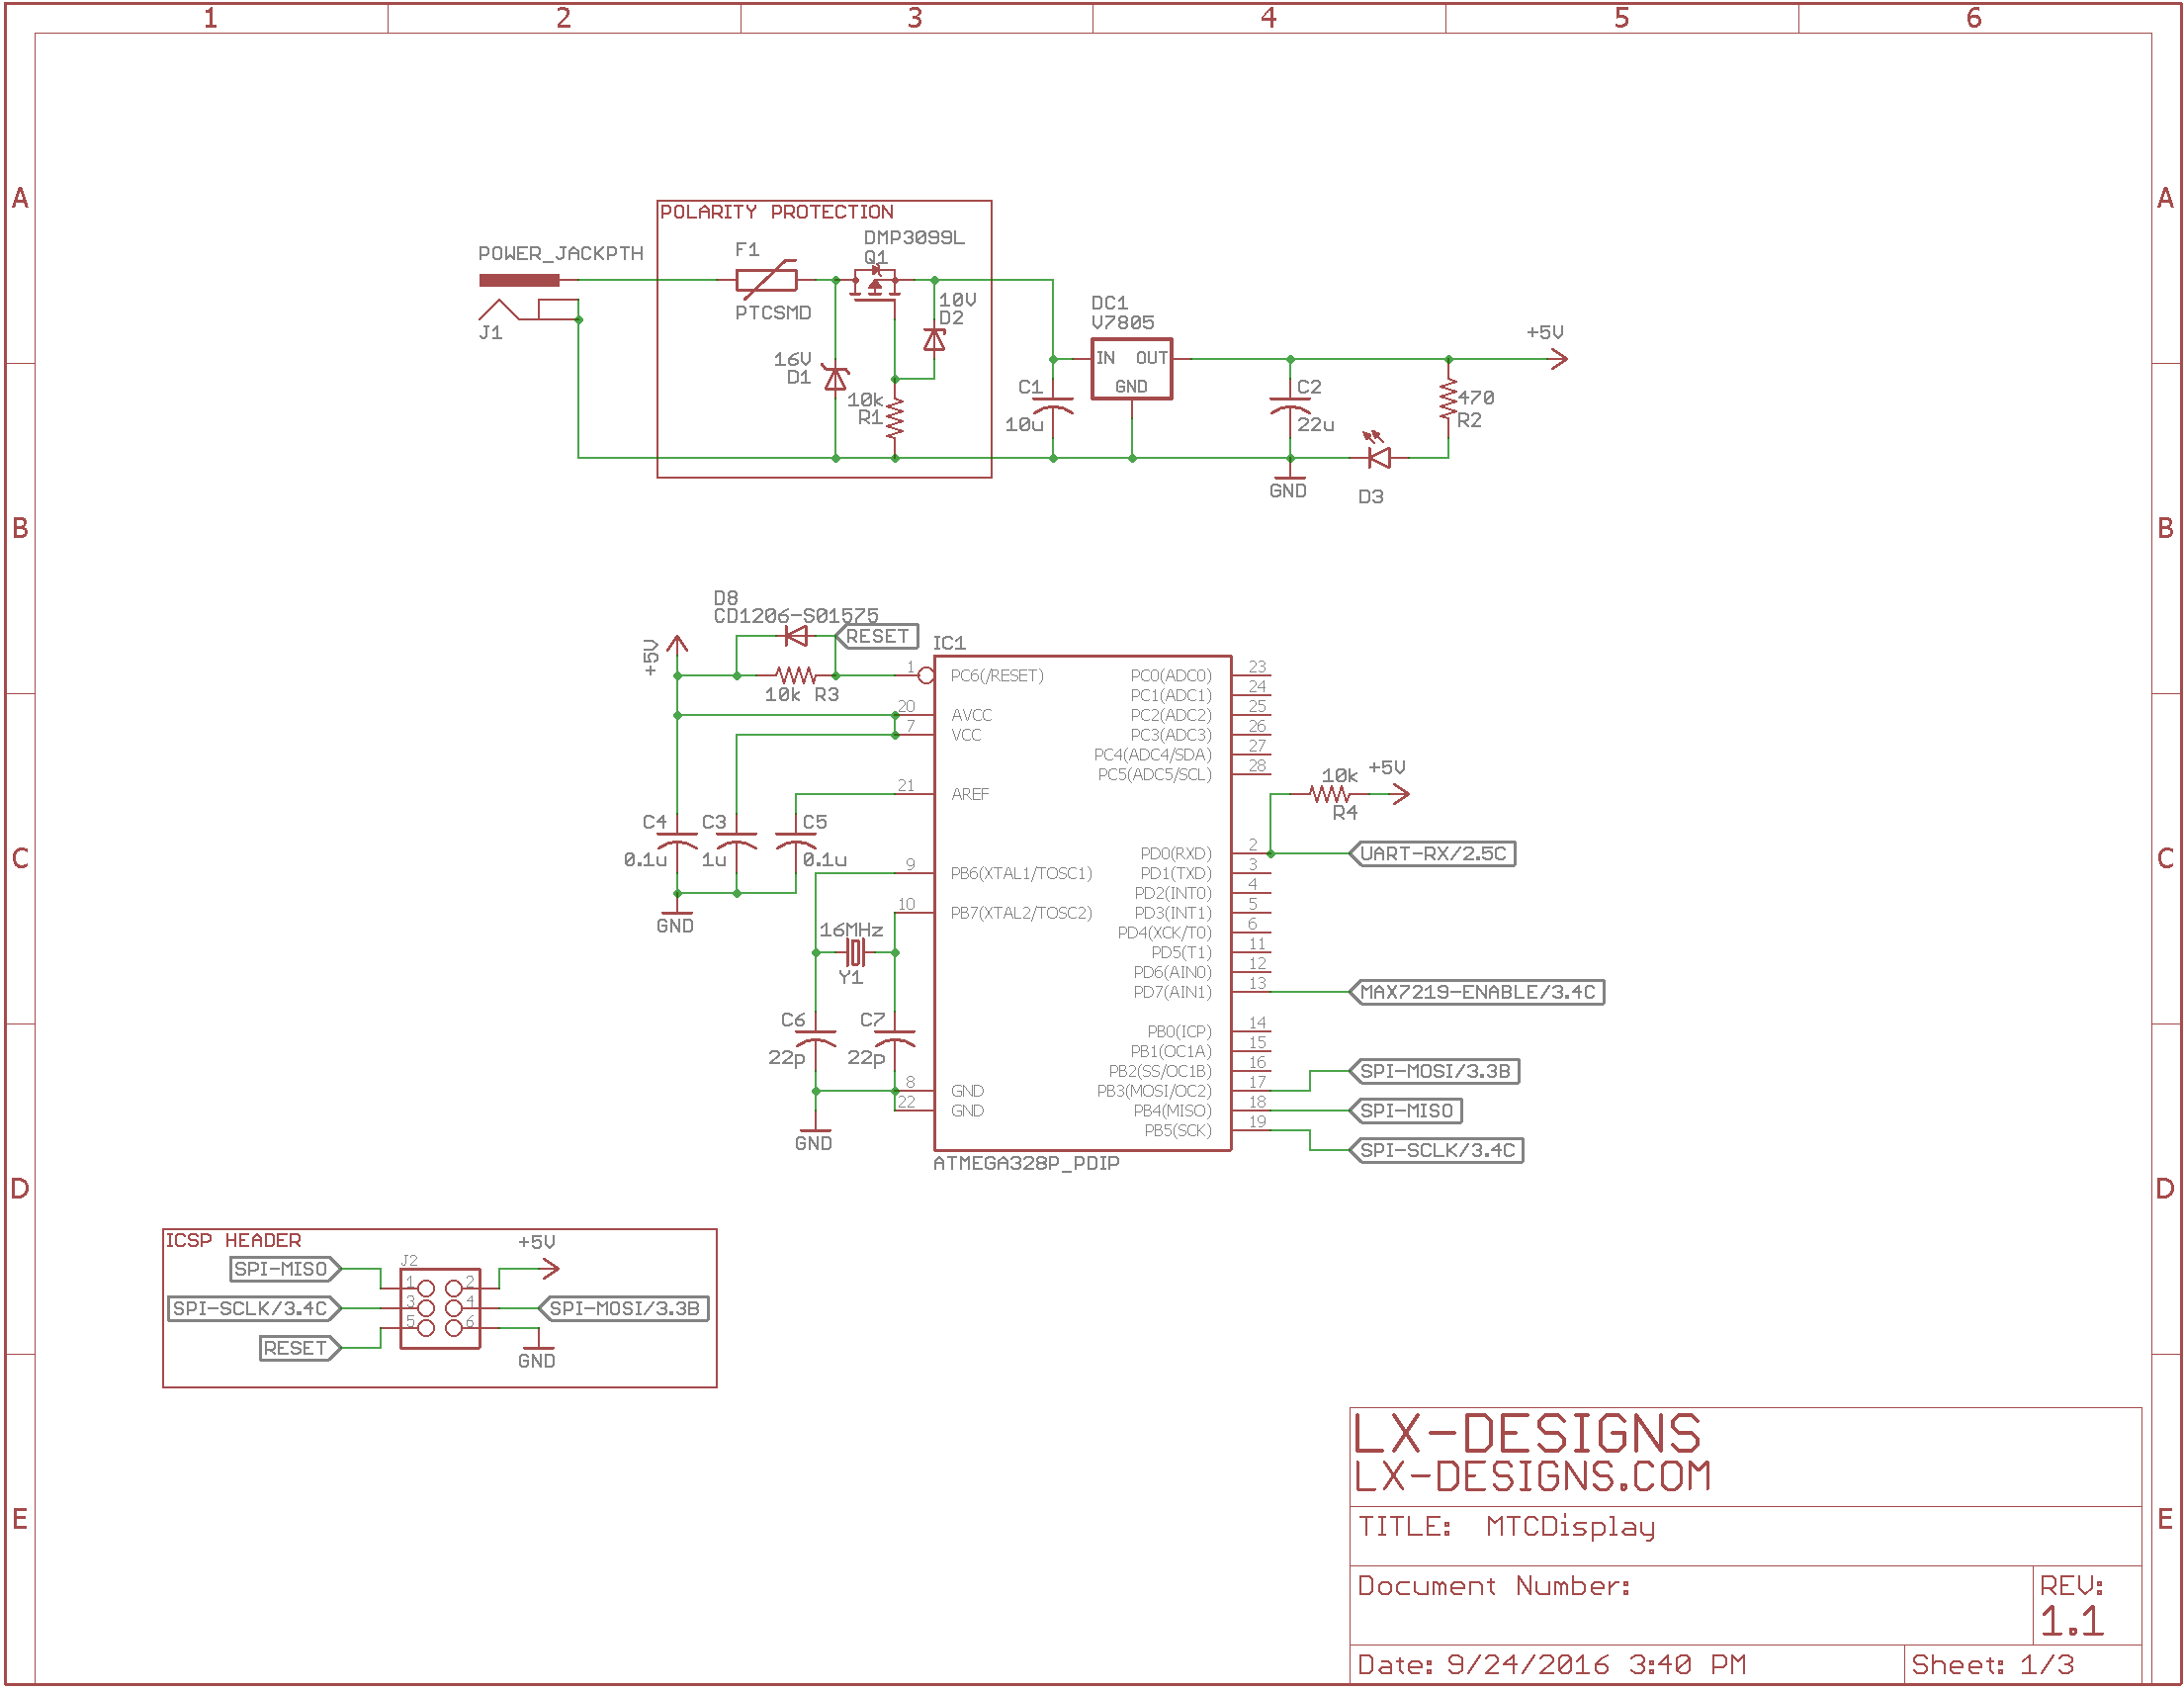 1 2 3 4 5 6
A A
POLARITY PROTECTION
DMP3099L
Q1
F1
POWER_JACKPTH
PTCSMD
J1
10V
D2
DC1
V7805
IN OUT
GND
+5V
16V
D1
10k
R1
C1
10u
C2
22u
470
R2
GND
D3
B B
D8
CD1206-S01575
RESET
+5V
10k R3
IC1
1 PC6(/RESET)
20 AVCC
7 VCC
21 AREF
9 PB6(XTAL1/TOSC1)
10 PB7(XTAL2/TOSC2)
8 GND
22 GND
PC0(ADC0) 23
PC1(ADC1) 24
PC2(ADC2) 25
PC3(ADC3) 26
PC4(ADC4/SDA) 27
PC5(ADC5/SCL) 28
PD0(RXD) 2
PD1(TXD) 3
PD2(INT0) 4
PD3(INT1) 5
PD4(XCK/T0) 6
PD5(T1) 11
PD6(AIN0) 12
PD7(AIN1) 13
PB0(ICP) 14
PB1(OC1A) 15
PB2(SS/OC1B) 16
PB3(MOSI/OC2) 17
PB4(MISO) 18
PB5(SCK) 19
ATMEGA328P_PDIP
10k +5V
R4
UART-RX/2.5C
MAX7219-ENABLE/3.4C
SPI-MOSI/3.3B
SPI-MISO
SPI-SCLK/3.4C
C C
C4 C3 C5
0.1u 1u 0.1u
GND
16MHz
Y1
C6 C7
22p 22p
GND
D D
ICSP HEADER
+5V
J2
SPI-MISO 1 2
SPI-SCLK/3.4C 3 4 SPI-MOSI/3.3B
RESET 5 6
GND
E E
LX-DESIGNS
LX-DESIGNS.COM
TITLE: MTCDisplay
Document Number:
REV:
1.1
Date: 9/24/2016 3:40 PM
Sheet: 1/3